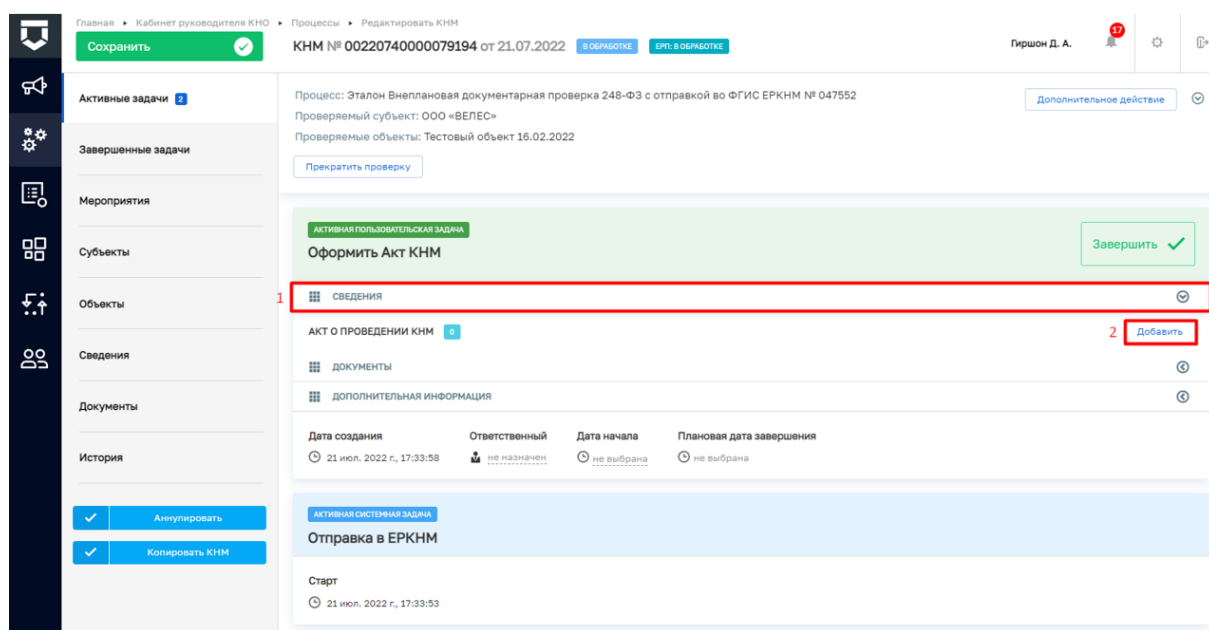 Главная ▸ Кабинет руководителя КНО ▸ Процессы ▸ Редактировать КНМ
Сохранить
КНМ № 00220740000079194 от 21.07.2022 В ОБРАБОТКЕ ЕРП: В ОБРАБОТКЕ
Гиршон Д. А.
17
Активные задачи 2
Завершенные задачи
Мероприятия
Субъекты
Объекты
Сведения
Документы
История
Аннулировать
Копировать КНМ
Процесс: Эталон Внеплановая документарная проверка 248-ФЗ с отправкой во ФГИС ЕРКНМ № 047552
Дополнительное действие
Проверяемый субъект: ООО «ВЕЛЕС»
Проверяемые объекты: Тестовый объект 16.02.2022
Прекратить проверку
АКТИВНАЯ ПОЛЬЗОВАТЕЛЬСКАЯ ЗАДАЧА
Оформить Акт КНМ
Завершить
1 СВЕДЕНИЯ
АКТ О ПРОВЕДЕНИИ КНМ 0
2 Добавить
ДОКУМЕНТЫ
ДОПОЛНИТЕЛЬНАЯ ИНФОРМАЦИЯ
Дата создания Ответственный Дата начала Плановая дата завершения
21 июл. 2022 г., 17:33:58 не назначен не выбрана не выбрана
АКТИВНАЯ СИСТЕМНАЯ ЗАДАЧА
Отправка в ЕРКНМ
Старт
21 июл. 2022 г., 17:33:53